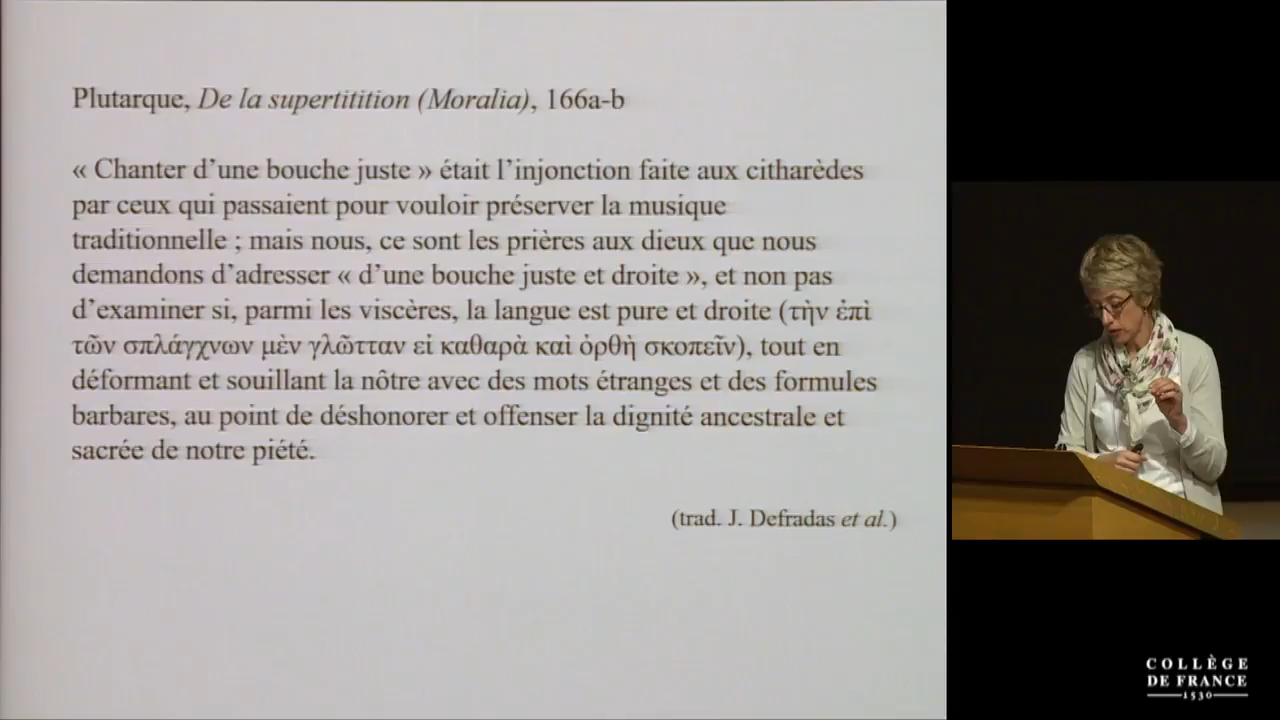 Plutarque, De la supertitition (Moralia), 166a-b
« Chanter d’une bouche juste » était l’injonction faite aux citharèdes
par ceux qui passaient pour vouloir préserver la musique
traditionnelle ; mais nous, ce sont les prières aux dieux que nous
demandons d’adresser « d’une bouche juste et droite », et non pas
d’examiner si, parmi les viscères, la langue est pure et droite (τὴν ἐπὶ
τῶν σπλάγχνων μὲν γλῶτταν εἰ καθαρὰ καὶ ὀρθὴ σκοπεῖν), tout en
déformant et souillant la nôtre avec des mots étranges et des formules
barbares, au point de déshonorer et offenser la dignité ancestrale et
sacrée de notre piété.
(trad. J. Defradas et al.)
COLLÈGE
DE FRANCE
1530